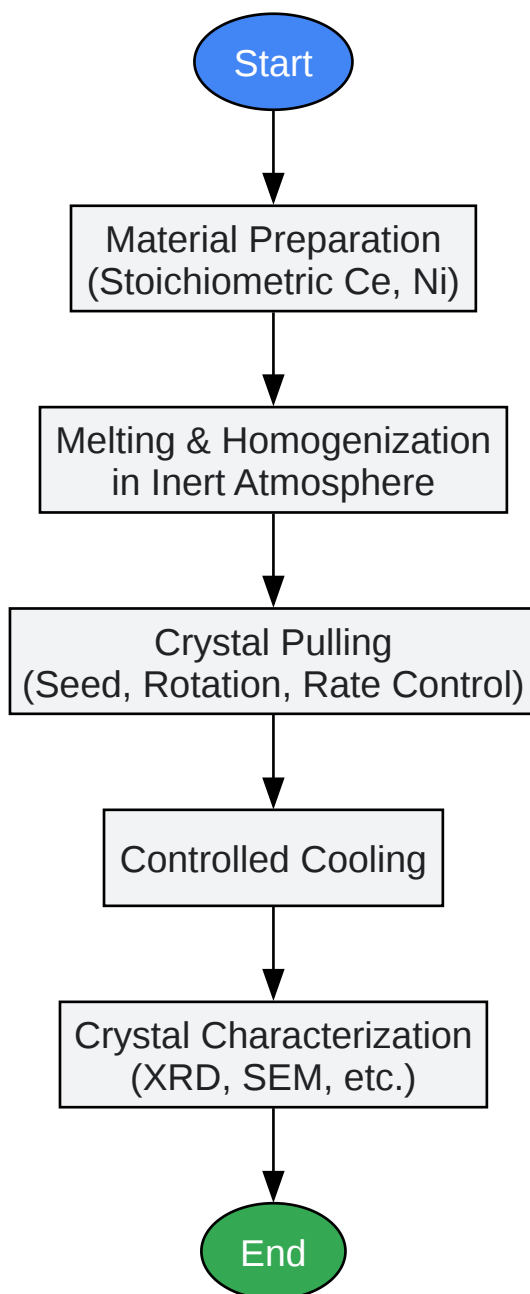 Start
Material Preparation
(Stoichiometric Ce, Ni)
Melting & Homogenization
in Inert Atmosphere
Crystal Pulling
(Seed, Rotation, Rate Control)
Controlled Cooling
Crystal Characterization
(XRD, SEM, etc.)
End